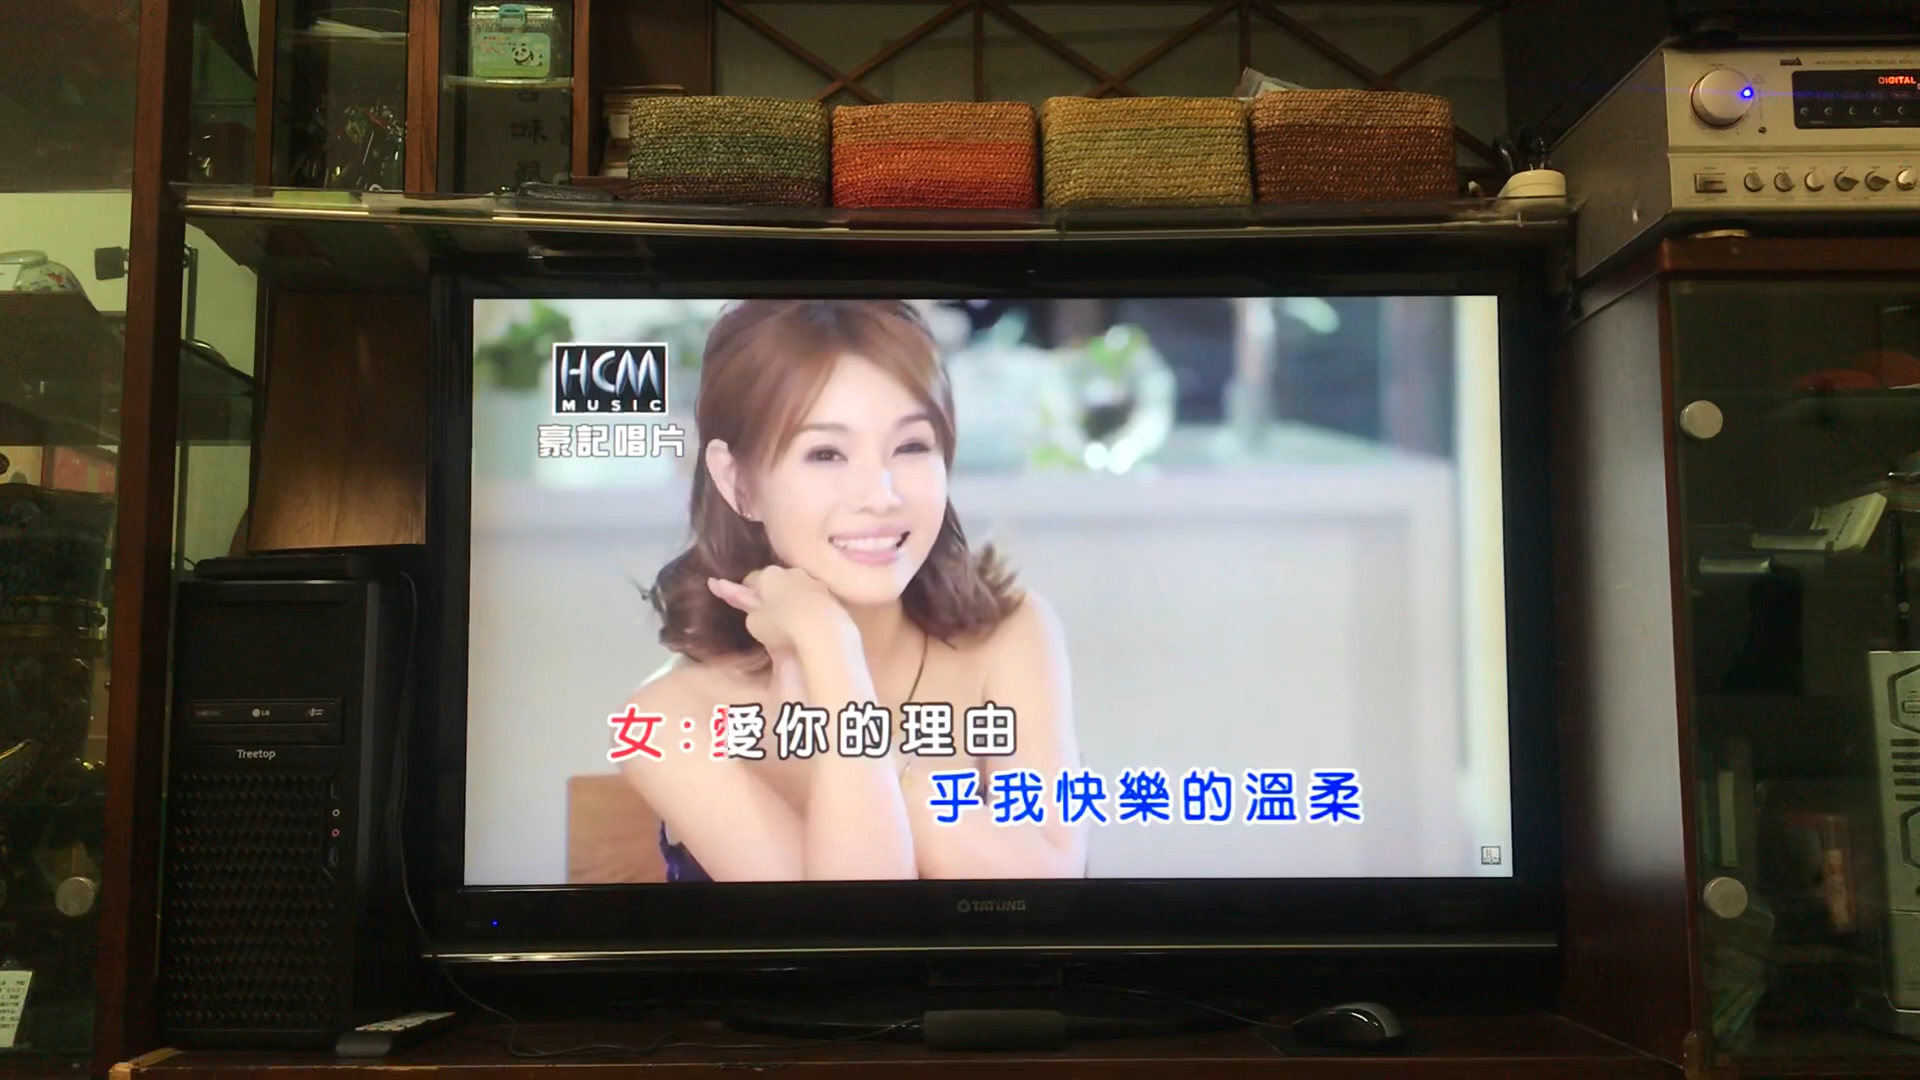 DIGITAL
HCM
MUSIC
豪記唱片
女:愛你的理由
乎我快樂的溫柔
LG
Treetop
TATUNG